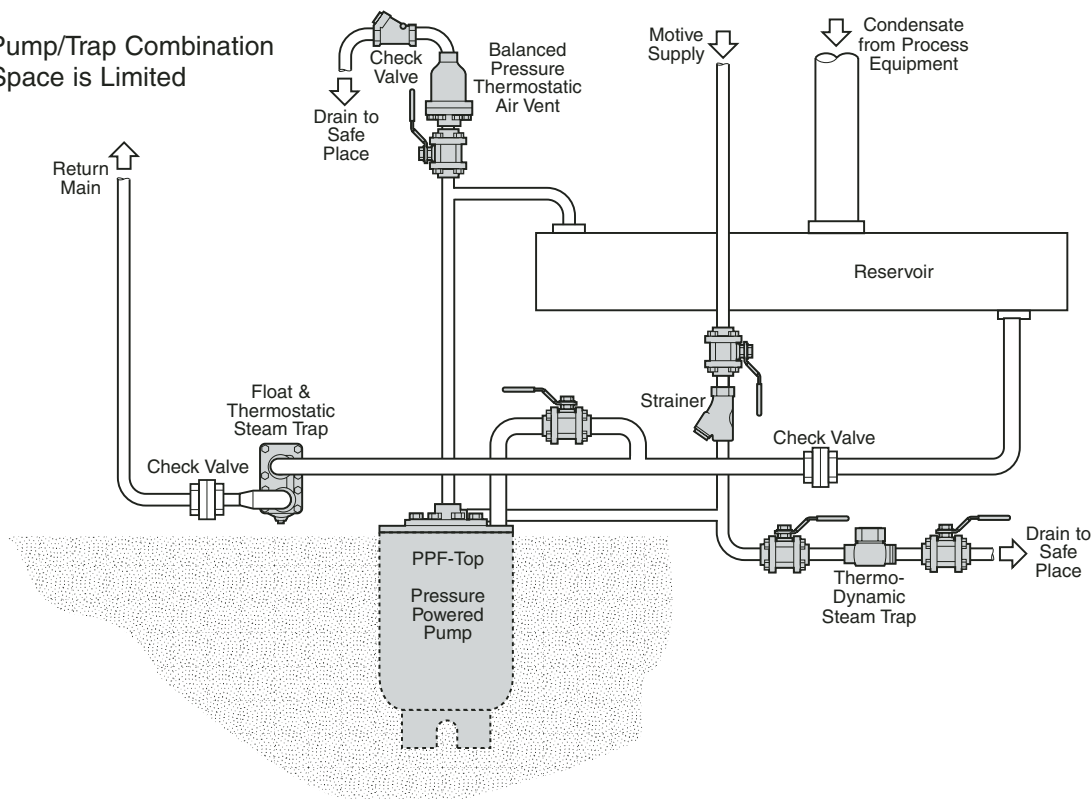 Pump/Trap Combination
Space is Limited
Check
Valve
Balanced
Pressure
Thermostatic
Air Vent
Drain to
Safe
Place
Motive
Supply
Condensate
from Process
Equipment
Return
Main
Reservoir
Float &
Thermostatic
Steam Trap
Strainer
Check Valve
Check Valve
PPF-Top
Pressure
Powered
Pump
Thermo-
Dynamic
Steam Trap
Drain to
Safe
Place